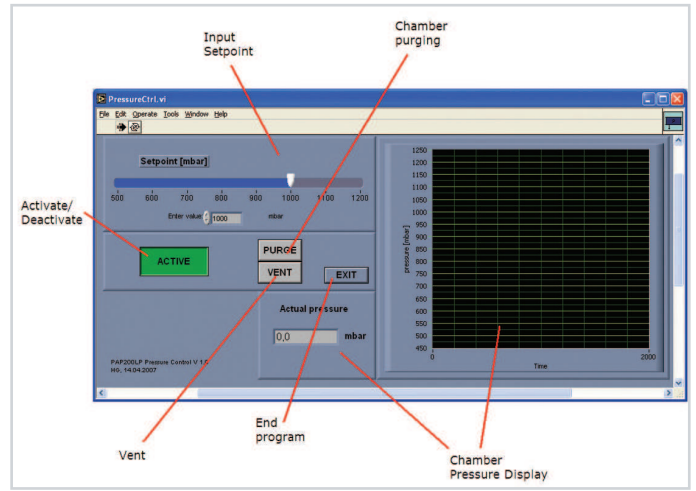 Input
Setpoint
Chamber
purging
PressureCtrl.vi
File Edit Operate Tools Window Help
Setpoint [mbar]
500 600 700 800 900 1000 1100 1200
Enter value 1000 mbar
Activate/
Deactivate
ACTIVE
PURGE
VENT
EXIT
Actual pressure
0,0 mbar
PAP200LP Pressure Control V 1.0
NG, 14.04.2007
pressure [mbar]
1250
1150
1100
1050
1000
950
900
850
800
750
700
650
600
550
500
450
0 2000
Time
Vent
End
program
Chamber
Pressure Display